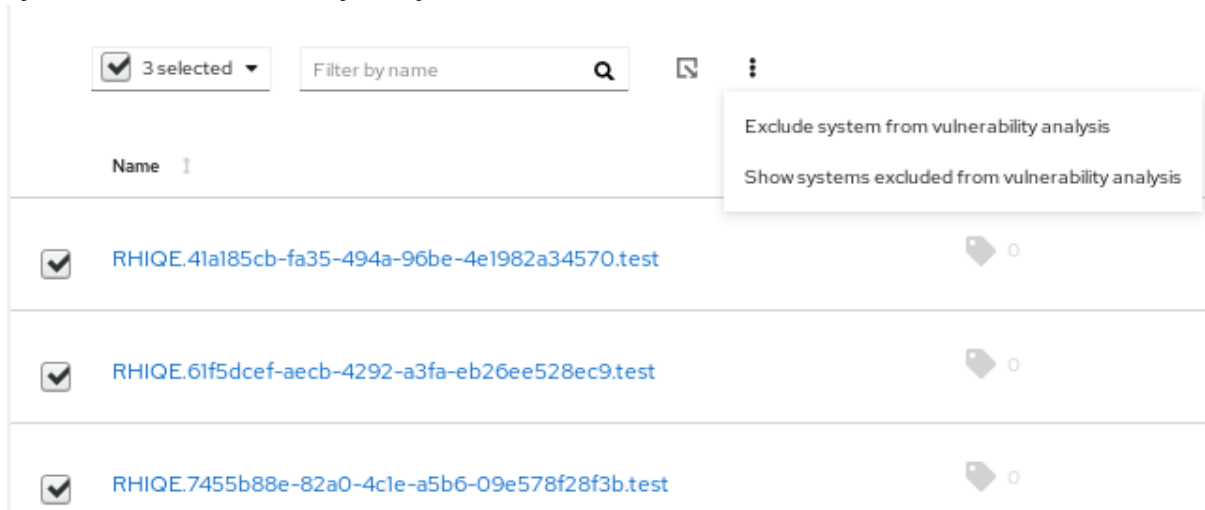 3 selected
Filter by name
Exclude system from vulnerability analysis
Name
Show systems excluded from vulnerability analysis
RHIQE.41a185cb-fa35-494a-96be-4e1982a34570.test
0
RHIQE.61f5dcef-aecb-4292-a3fa-eb26ee528ec9.test
0
RHIQE.7455b88e-82a0-4c1e-a5b6-09e578f28f3b.test
0